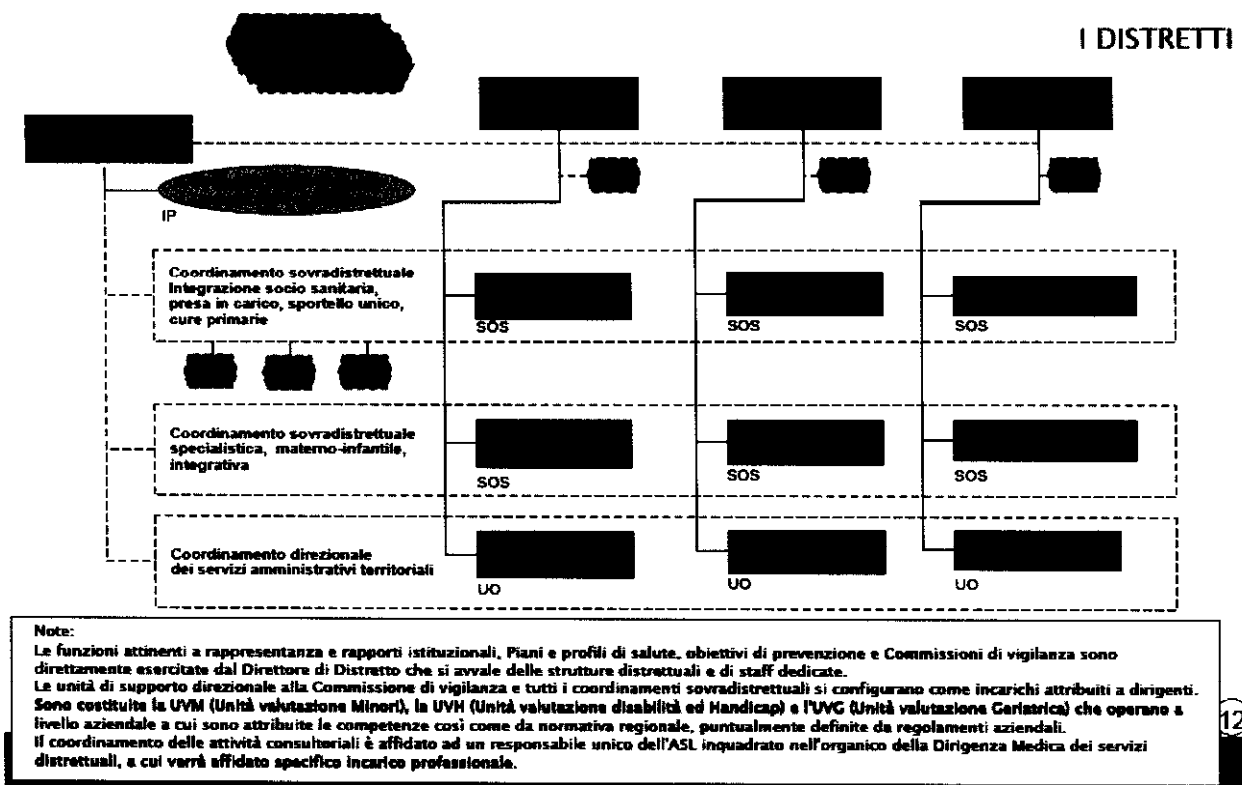 I DISTRETTI
IP
Coordinamento sovradistrettuale
Integrazione socio sanitaria,
presa in carico, sportello unico,
cure primarie
SOS
SOS
SOS
Coordinamento sovradistrettuale
specialistica, materno-infantile,
integrativa
SOS
SOS
SOS
Coordinamento direzionale
dei servizi amministrativi territoriali
UO
UO
UO
Note:
Le funzioni attinenti a rappresentanza e rapporti istituzionali, Piani e profili di salute, obiettivi di prevenzione e Commissioni di vigilanza sono
direttamente esercitate dal Direttore di Distretto che si avvale delle strutture distrettuali e di staff dedicate.
Le unità di supporto direzionale alla Commissione di vigilanza e tutti i coordinamenti sovradistrettuali si configurano come incarichi attribuiti a dirigenti.
Sono costituite la UVM (Unità valutazione Minori), la UVH (Unità valutazione disabilità ed Handicap) e l'UVG (Unità valutazione Geriatrica) che operano a
livello aziendale a cui sono attribuite le competenze così come da normativa regionale, puntualmente definite da regolamenti aziendali.
Il coordinamento delle attività consultoriali è affidato ad un responsabile unico dell'ASL inquadrato nell'organico della Dirigenza Medica dei servizi
distrettuali, a cui verrà affidato specifico incarico professionale.
12